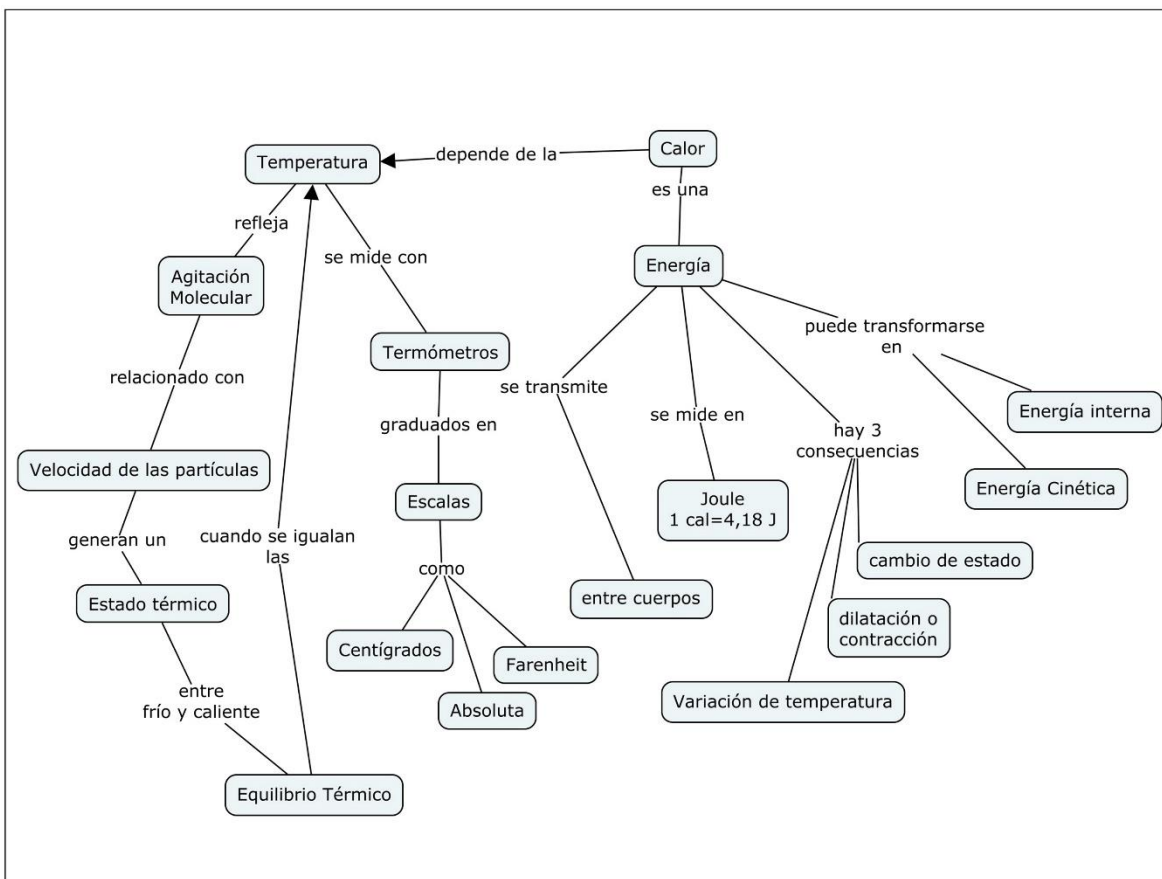 Temperatura
depende de la
Calor
es una
Energía
refleja
Agitación
Molecular
relacionado con
Velocidad de las partículas
generan un
Estado térmico
entre
frío y caliente
Equilibrio Térmico
cuando se igualan
las
se mide con
Termómetros
graduados en
Escalas
como
Centígrados
Absoluta
Farenheit
se transmite
entre cuerpos
se mide en
Joule
1 cal=4,18 J
hay 3
consecuencias
Variación de temperatura
dilatación o
contracción
cambio de estado
puede transformarse
en
Energía Cinética
Energía interna